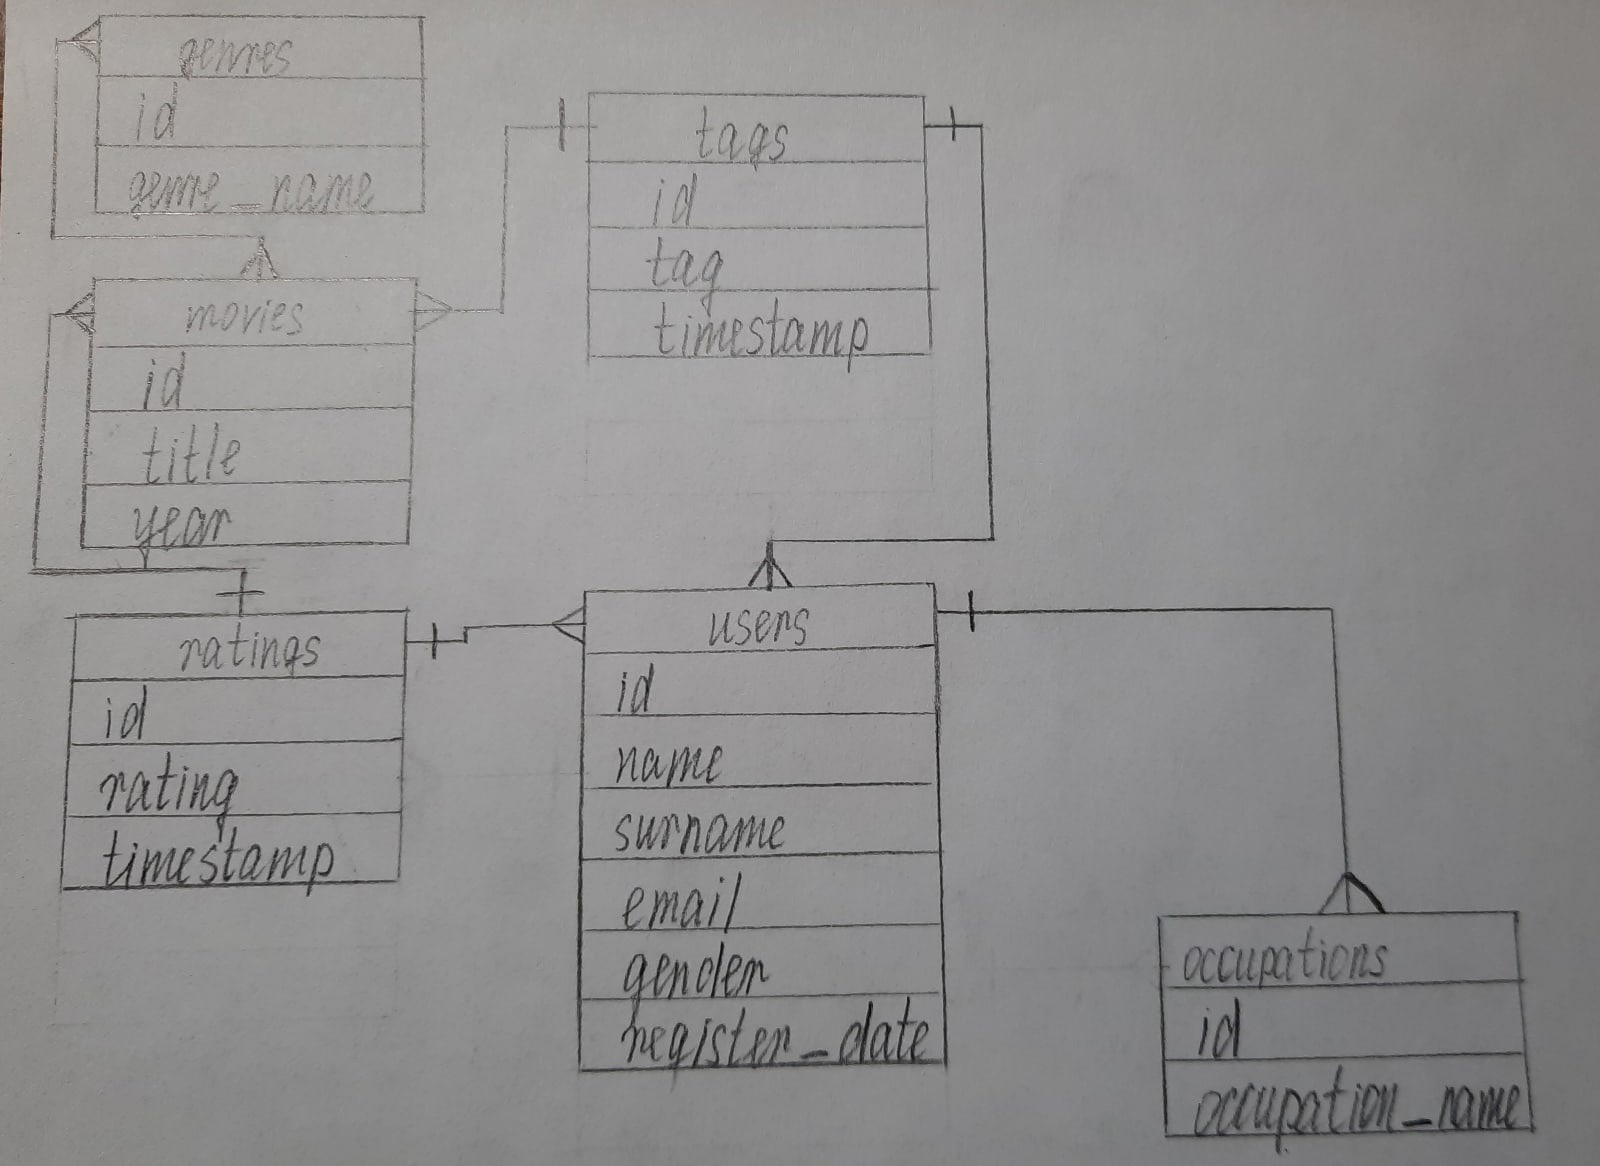 genres
id
genre_name
movies
id
title
year
tags
id
tag
timestamp
ratings
id
rating
timestamp
users
id
name
surname
email
gender
register_date
occupations
id
occupation_name